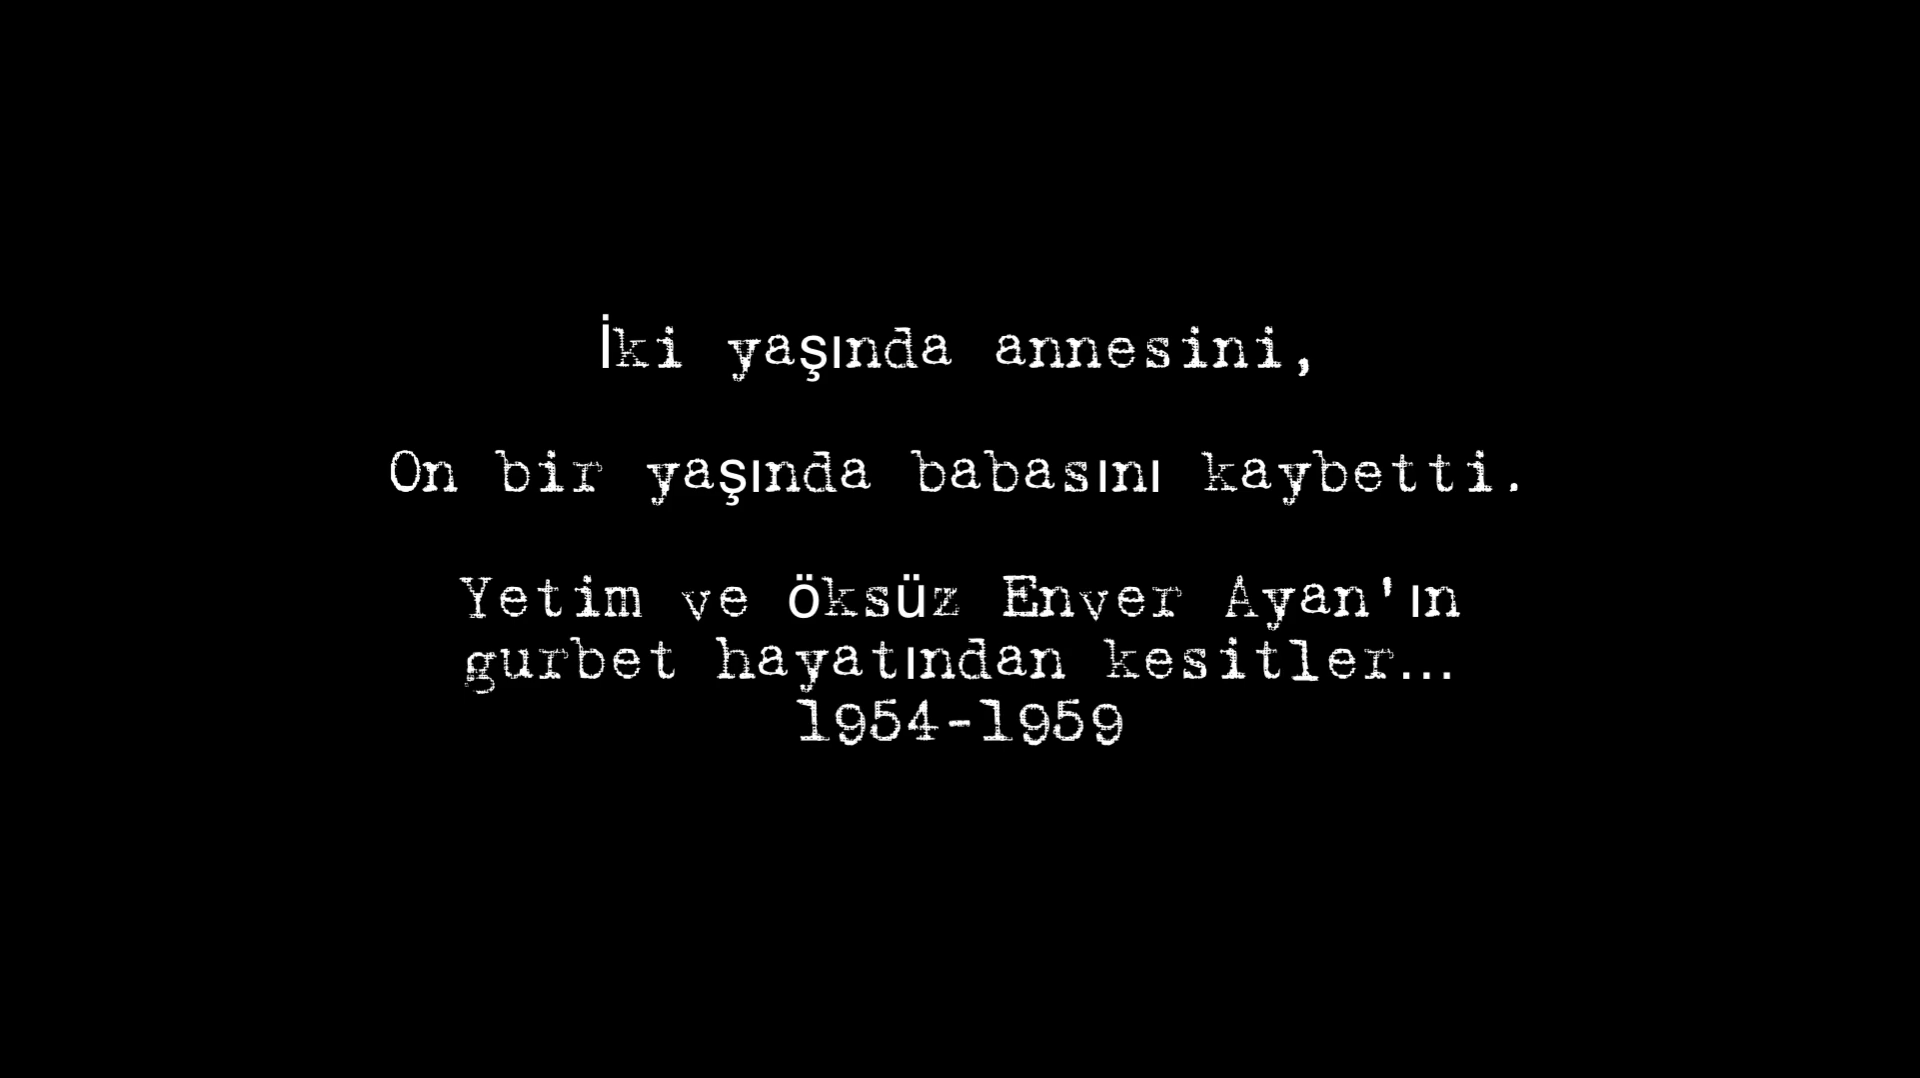 İki yaşında annesini,
On bir yaşında babasını kaybetti.
Yetim ve öksüz Enver Ayan'ın
gurbet hayatından kesitler...
1954-1959